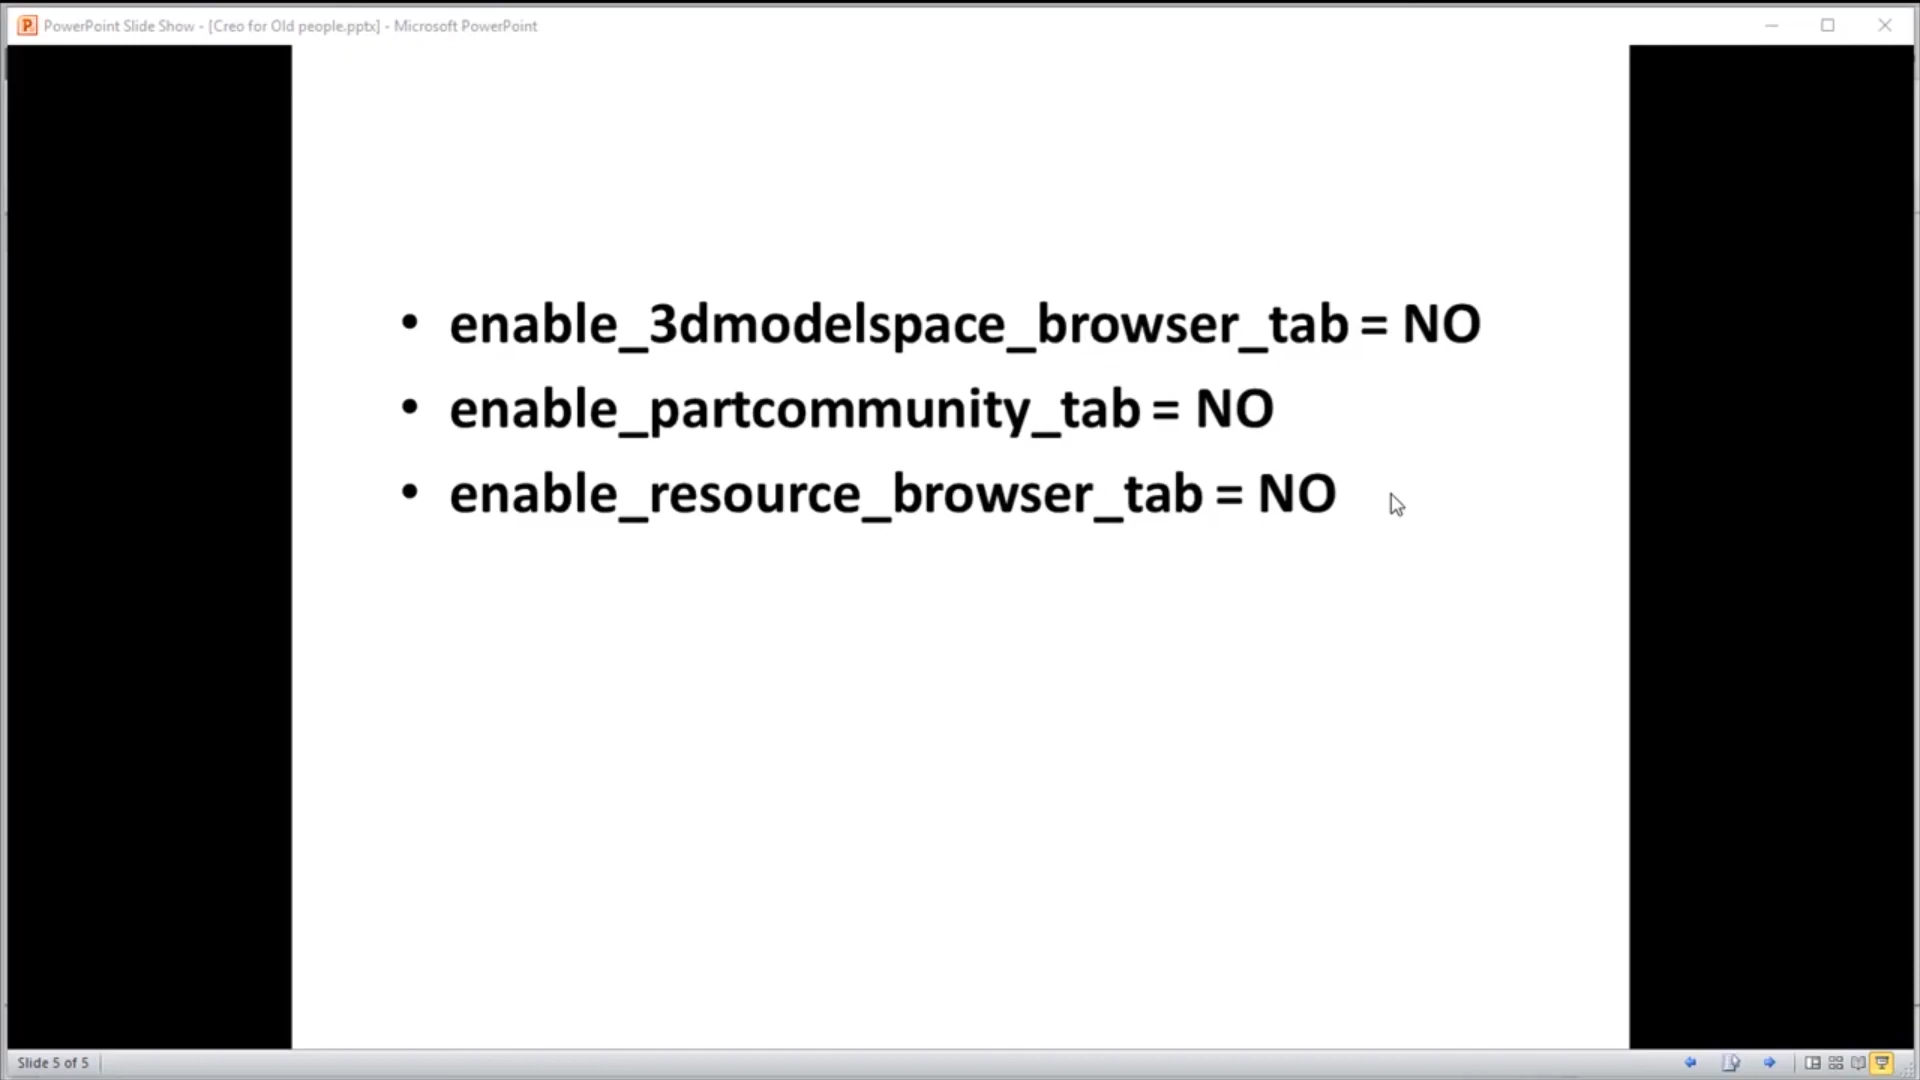 PowerPoint Slide Show - [Creo for Old people.pptx] - Microsoft PowerPoint
• enable_3dmodelspace_browser_tab = NO
• enable_partcommunity_tab = NO
• enable_resource_browser_tab = NO
Slide 5 of 5